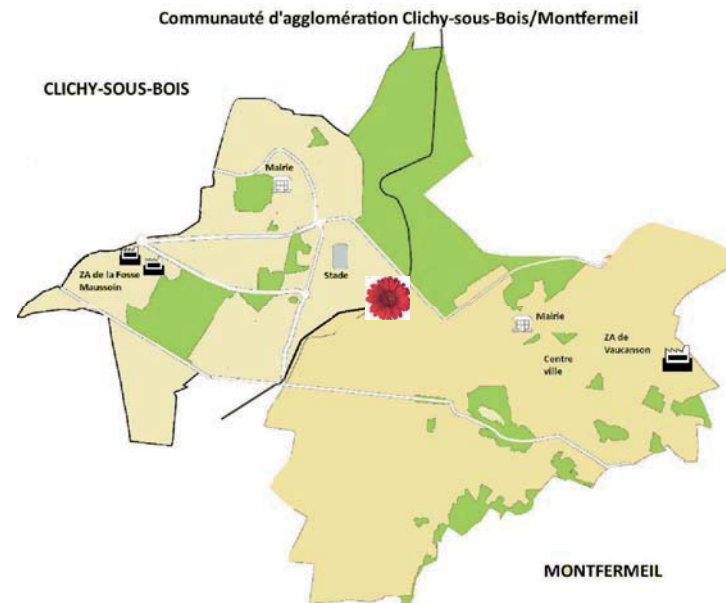 Communauté d'agglomération Clichy-sous-Bois/Montfermeil
CLICHY-SOUS-BOIS
Mairie
ZA de la Fosse
Maussoin
Stade
Mairie
Centre
ville
ZA de
Vaucanson
MONTFERMEIL